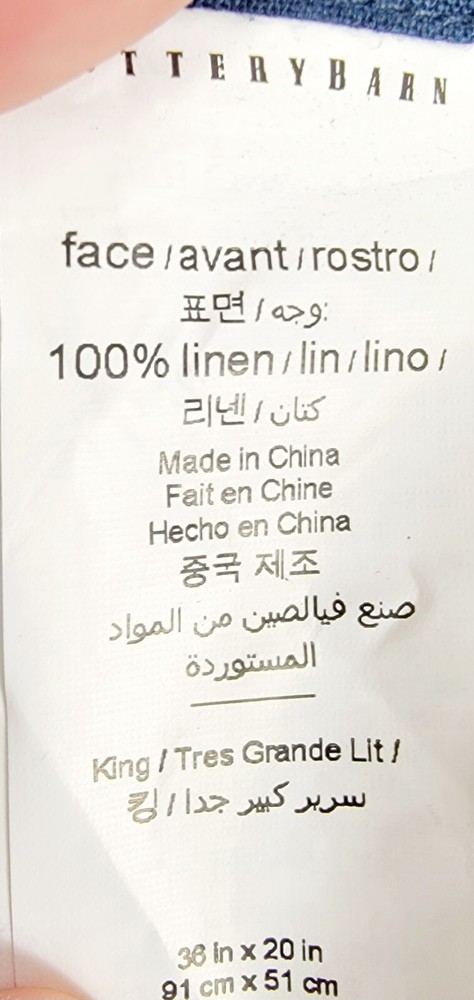 TTERYBARN
face / avant / rostro /
표면 / وجه:
100% linen / lin / lino /
리넨 / كتان
Made in China
Fait en Chine
Hecho en China
중국 제조
صنع فيالصين من المواد
المستوردة
King / Tres Grande Lit /
킹 / سرير كبير جدا
36 in x 20 in
91 cm x 51 cm